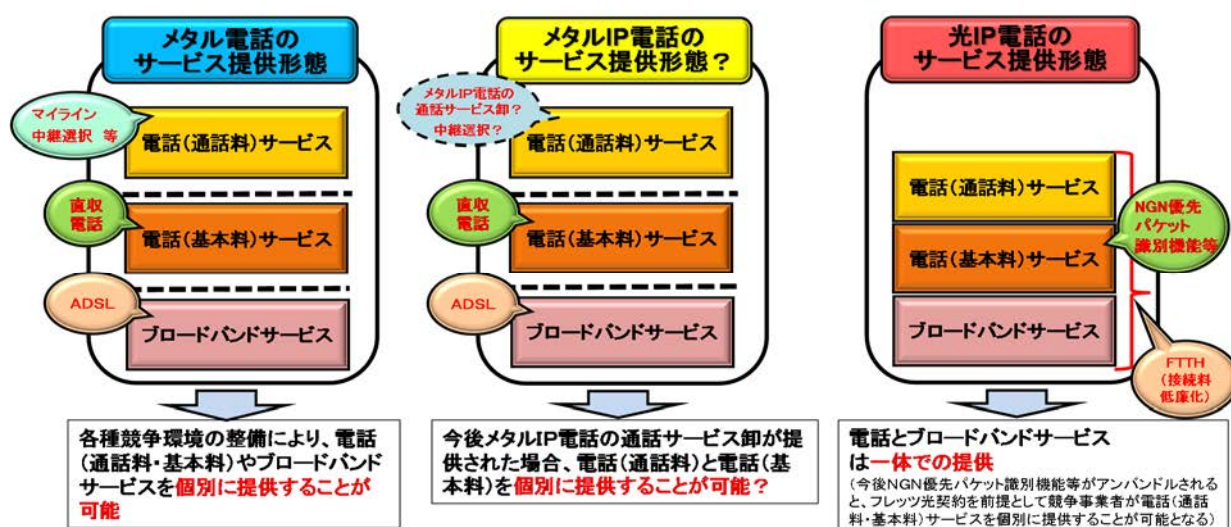 メタル電話の
サービス提供形態
マイライン
中継選択 等
電話(通話料)サービス
直収
電話
電話(基本料)サービス
ADSL
ブロードバンドサービス
各種競争環境の整備により、電話
(通話料・基本料)やブロードバンド
サービスを個別に提供することが
可能
メタルIP電話の
サービス提供形態?
メタルIP電話の
通話サービス卸?
中継選択?
電話(通話料)サービス
直収
電話
電話(基本料)サービス
ADSL
ブロードバンドサービス
今後メタルIP電話の通話サービス卸が提
供された場合、電話(通話料)と電話(基
本料)を個別に提供することが可能?
光IP電話の
サービス提供形態
電話(通話料)サービス
電話(基本料)サービス
ブロードバンドサービス
NGN優先
パケット
識別機能等
FTTH
(接続料
低廉化)
電話とブロードバンドサービス
は一体での提供
(今後NGN優先パケット識別機能等がアンバンドルされる
と、フレッツ光契約を前提として競争事業者が電話(通話
料・基本料)サービスを個別に提供することが可能となる)